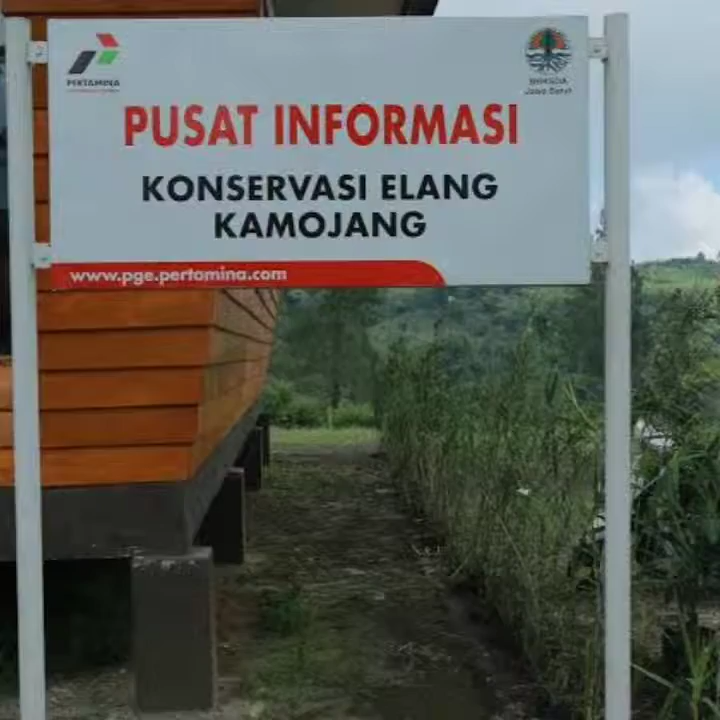 PERTAMINA
BBKSDA
Jawa Barat
PUSAT INFORMASI
KONSERVASI ELANG
KAMOJANG
www.pge.pertamina.com